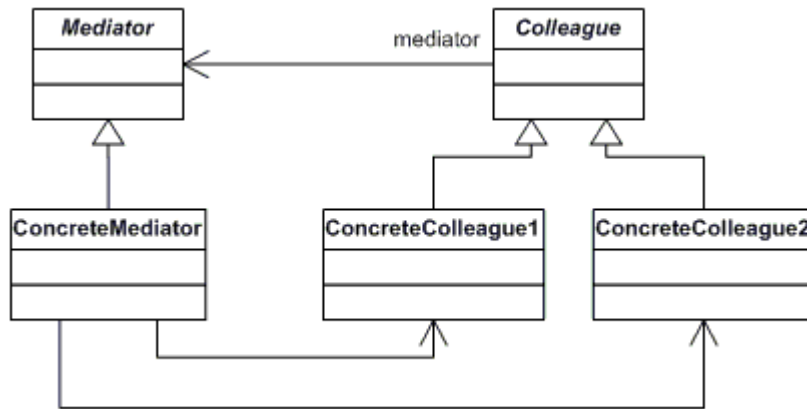 Mediator
Colleague
mediator
ConcreteMediator
ConcreteColleague1
ConcreteColleague2